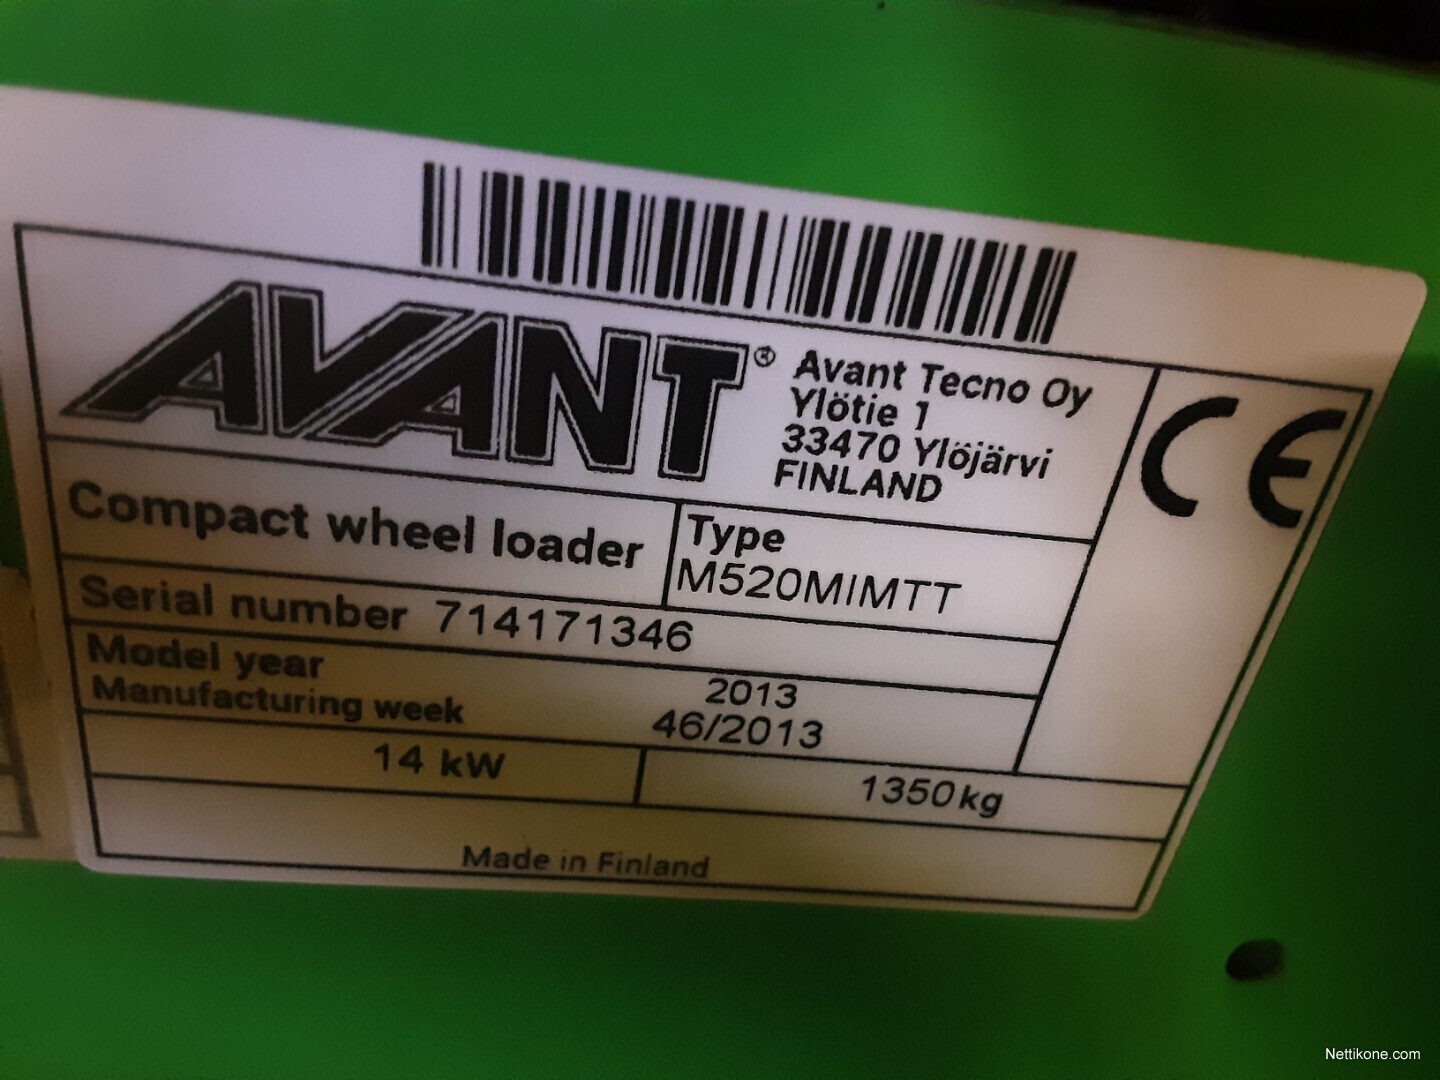 AVANT®
Avant Tecno Oy
Ylötie 1
33470 Ylöjärvi
FINLAND
CE
Compact wheel loader
Type
M520MIMTT
Serial number 714171346
Model year 2013
Manufacturing week 46/2013
14 kW 1350kg
Made in Finland
Nettikone.com